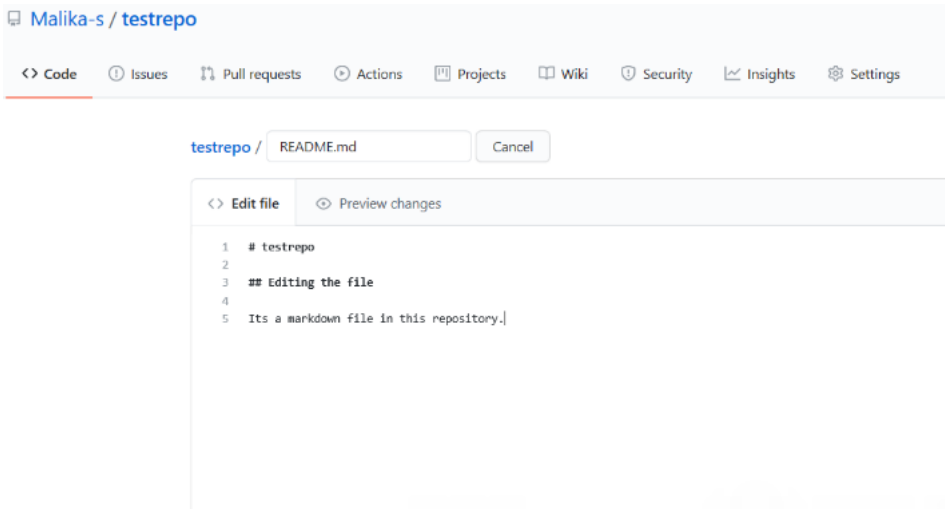 Malika-s / testrepo
<> Code Issues Pull requests Actions Projects Wiki Security Insights Settings
testrepo / README.md Cancel
<> Edit file Preview changes
1 # testrepo
2
3 ## Editing the file
4
5 Its a markdown file in this repository.